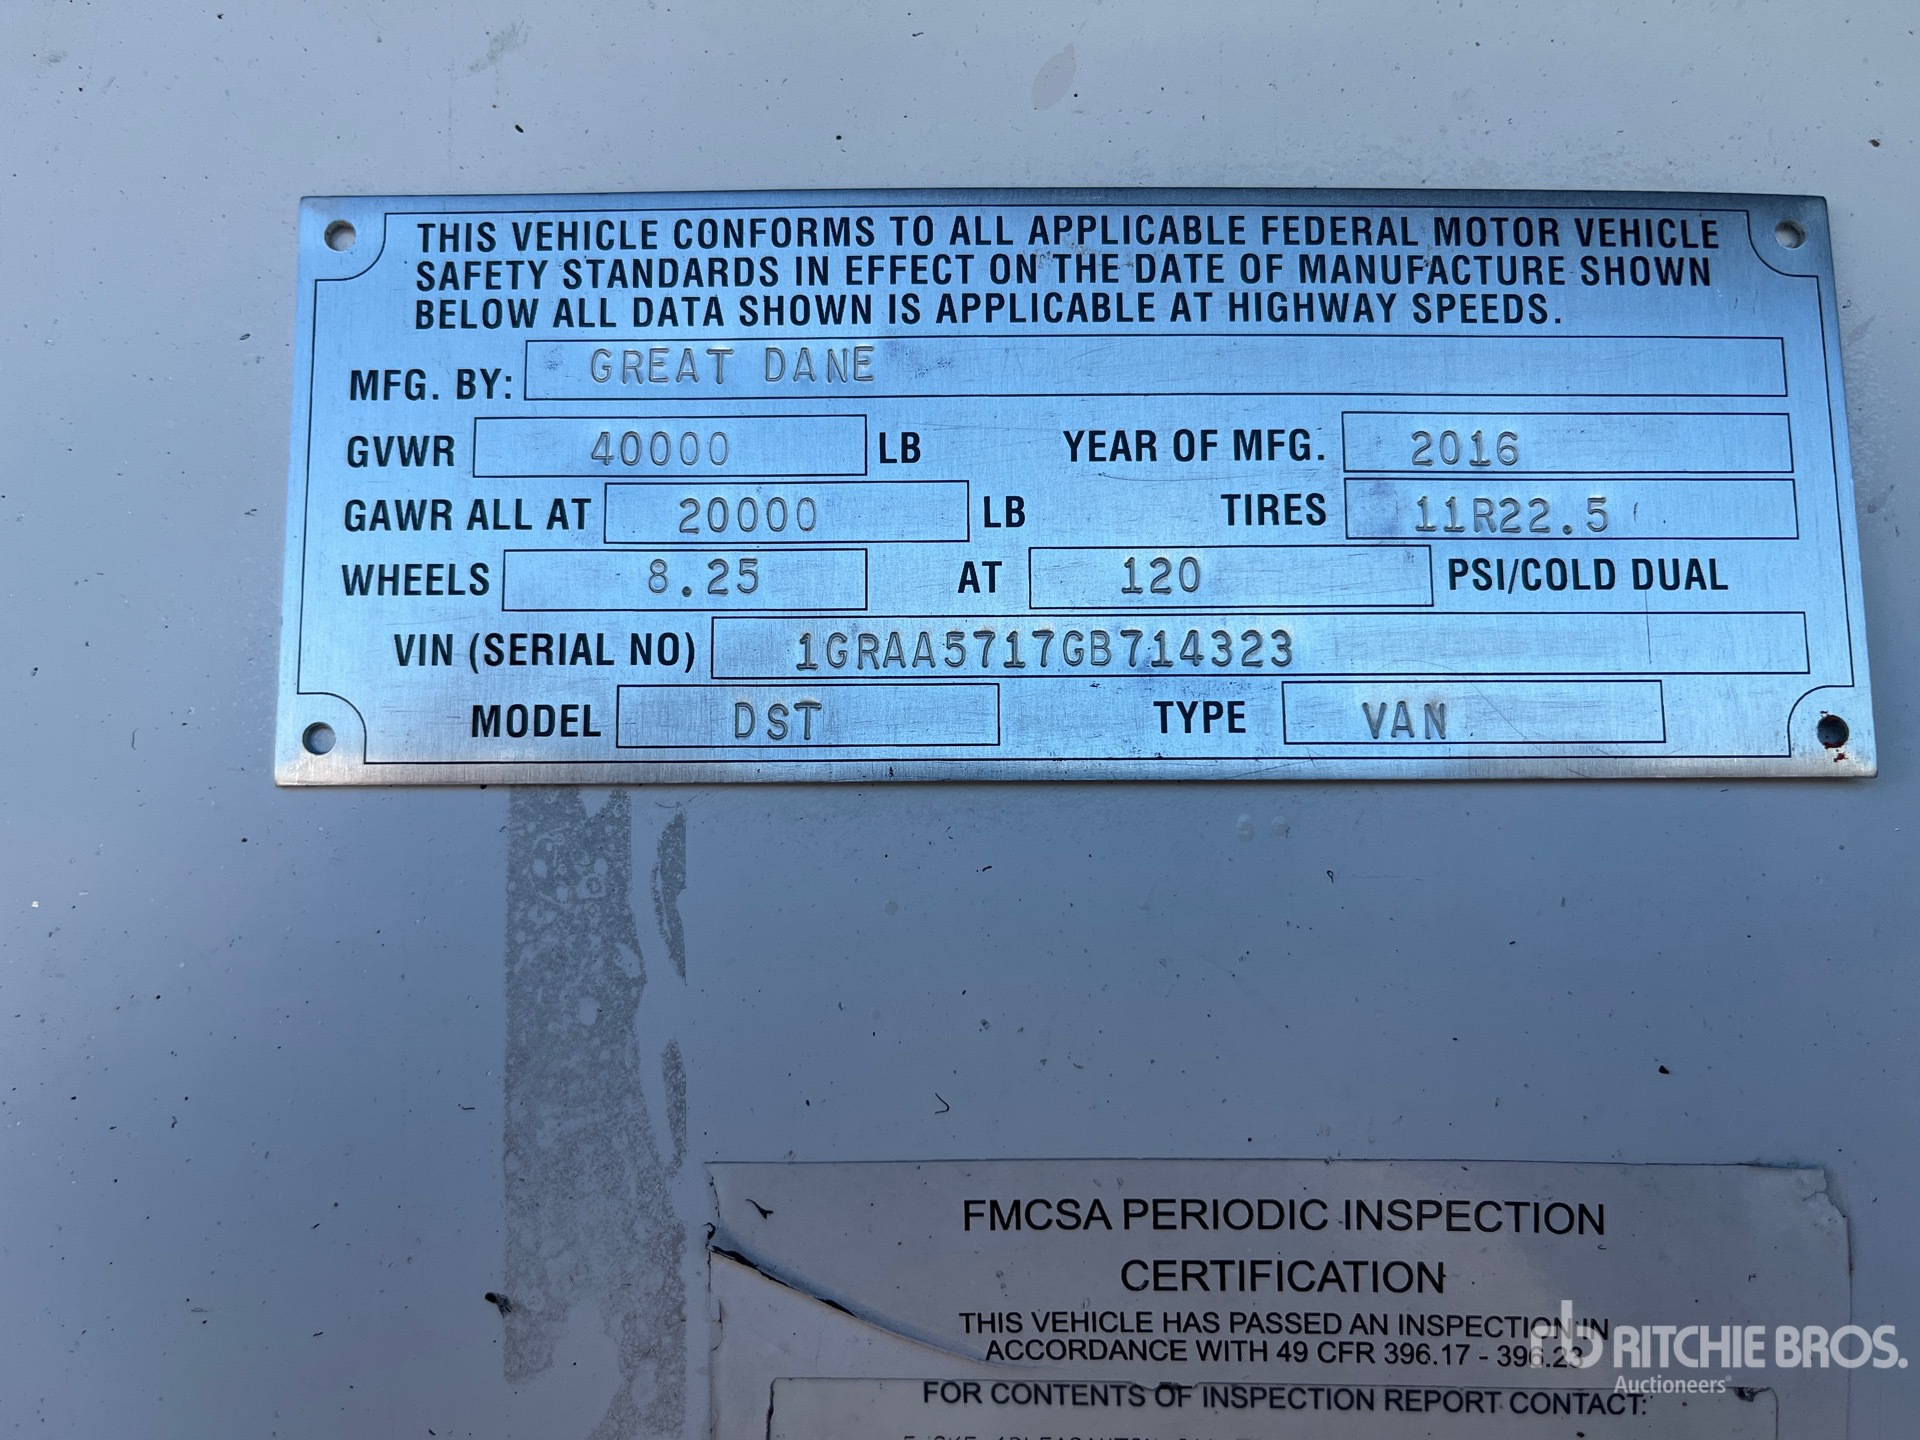 THIS VEHICLE CONFORMS TO ALL APPLICABLE FEDERAL MOTOR VEHICLE
SAFETY STANDARDS IN EFFECT ON THE DATE OF MANUFACTURE SHOWN
BELOW ALL DATA SHOWN IS APPLICABLE AT HIGHWAY SPEEDS.
MFG. BY: GREAT DANE
GVWR 40000 LB YEAR OF MFG. 2016
GAWR ALL AT 20000 LB TIRES 11R22.5
WHEELS 8.25 AT 120 PSI/COLD DUAL
VIN (SERIAL NO) 1GRAA5717GB714323
MODEL DST TYPE VAN
FMCSA PERIODIC INSPECTION
CERTIFICATION
THIS VEHICLE HAS PASSED AN INSPECTION IN
ACCORDANCE WITH 49 CFR 396.17 - 396.23
FOR CONTENTS OF INSPECTION REPORT CONTACT:
rb RITCHIE BROS.
Auctioneers